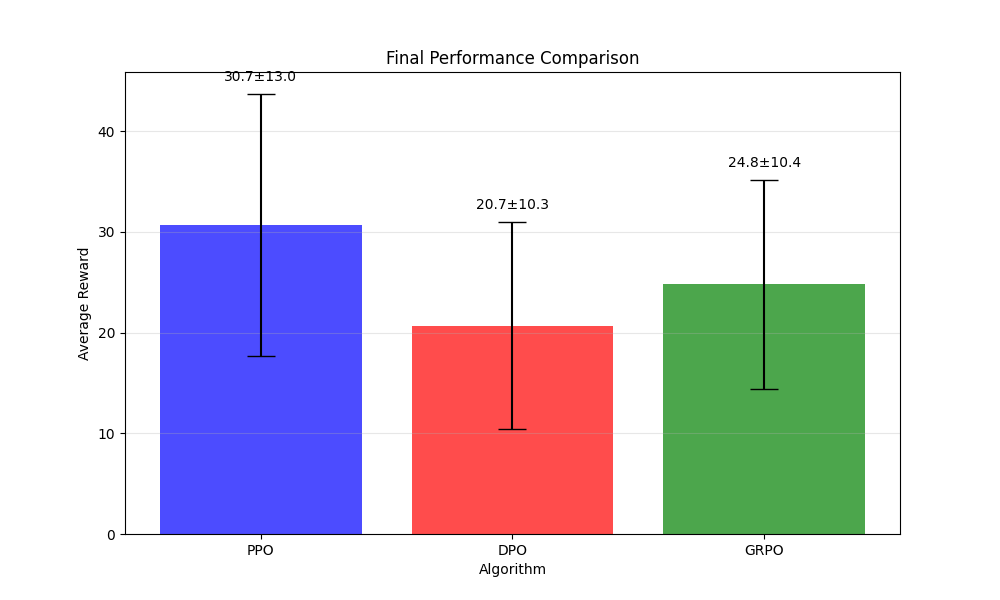 Final Performance Comparison
30.7±13.0
24.8±10.4
20.7±10.3
40
30
20
10
0
Average Reward
PPO
DPO
GRPO
Algorithm